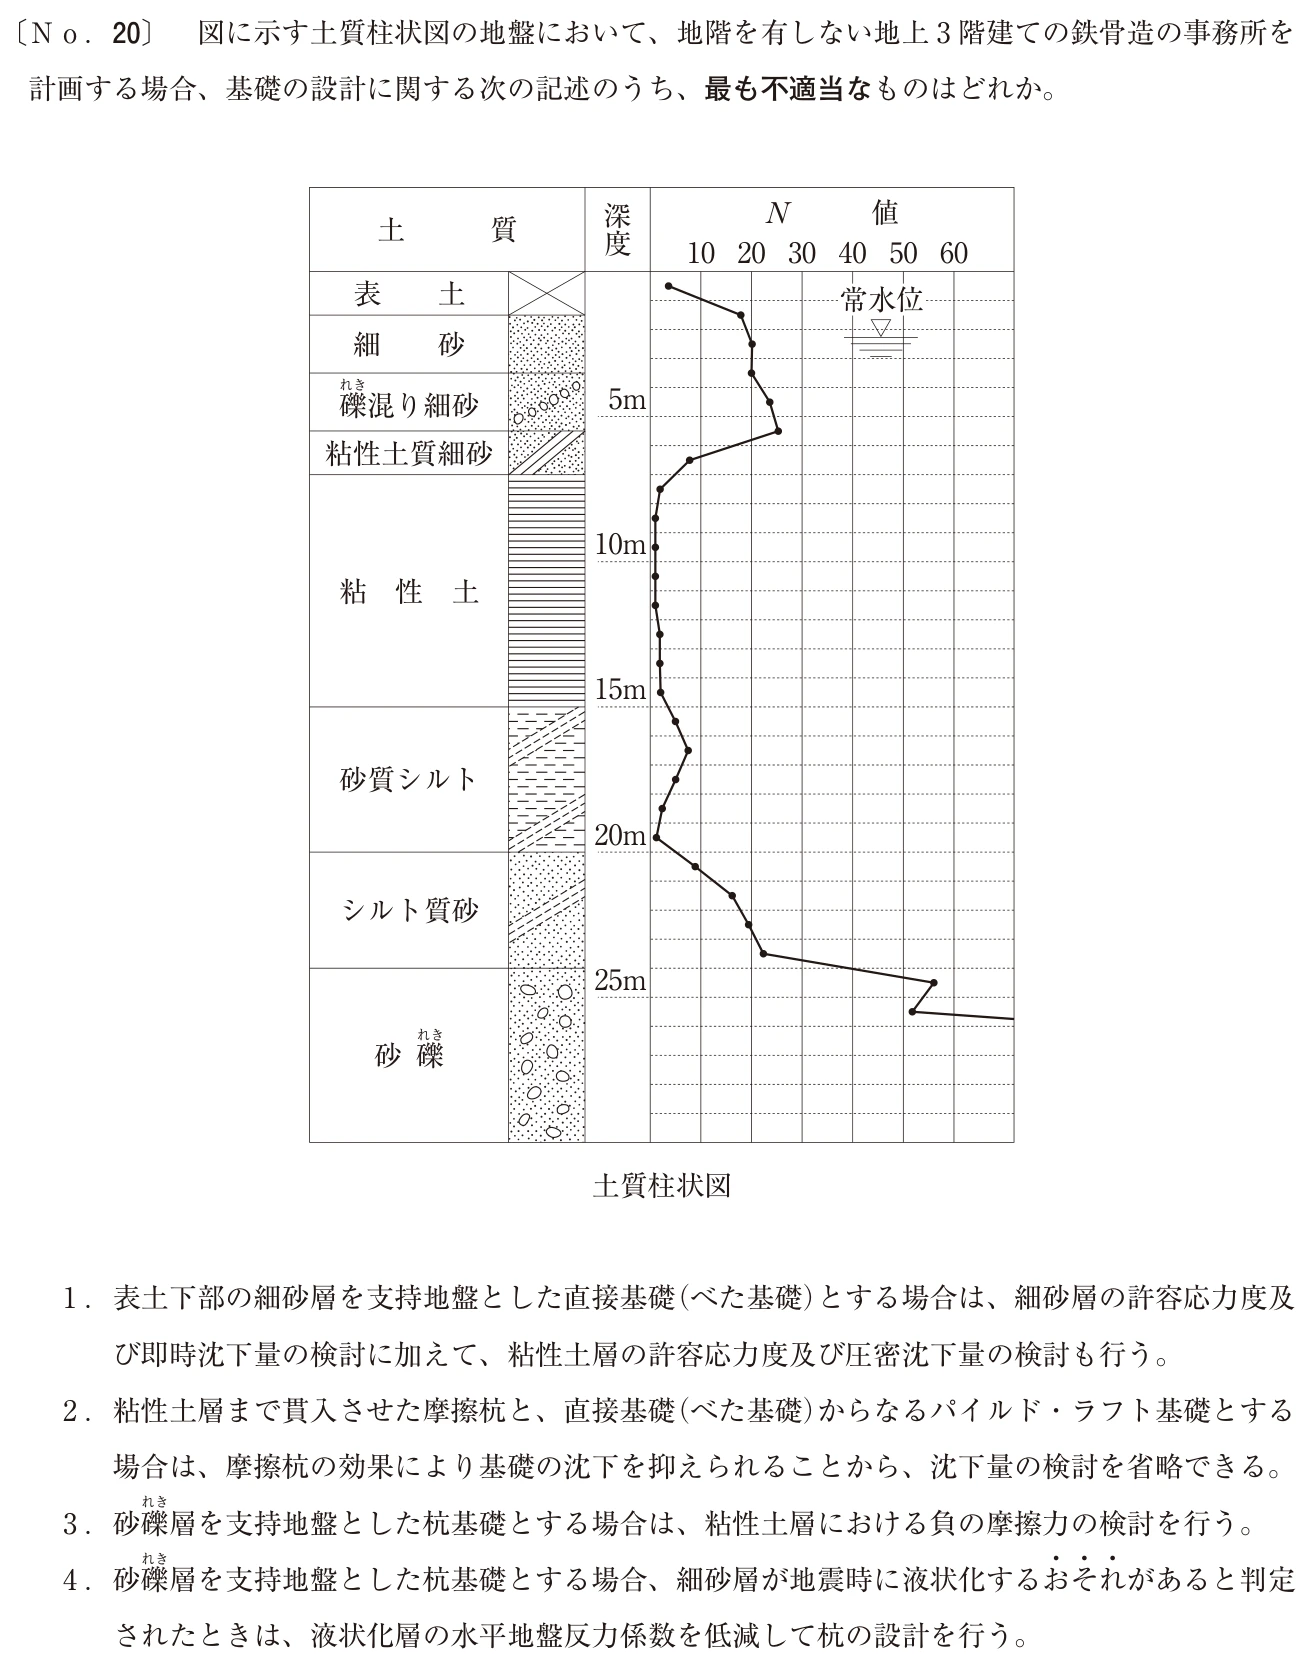 〔Ｎｏ．20〕　図に示す土質柱状図の地盤において、地階を有しない地上３階建ての鉄骨造の事務所を
計画する場合、基礎の設計に関する次の記述のうち、最も不適当なものはどれか。
土　質
深度
N　値
10 20 30 40 50 60
表　土
常水位
細　砂
れき
礫混り細砂
5m
粘性土質細砂
10m
粘　性　土
15m
砂質シルト
20m
シルト質砂
25m
れき
砂 礫
土質柱状図
１．表土下部の細砂層を支持地盤とした直接基礎（べた基礎）とする場合は、細砂層の許容応力度及
び即時沈下量の検討に加えて、粘性土層の許容応力度及び圧密沈下量の検討も行う。
２．粘性土層まで貫入させた摩擦杭と、直接基礎（べた基礎）からなるパイルド・ラフト基礎とする
場合は、摩擦杭の効果により基礎の沈下を抑えられることから、沈下量の検討を省略できる。
れき
３．砂礫層を支持地盤とした杭基礎とする場合は、粘性土層における負の摩擦力の検討を行う。
れき
４．砂礫層を支持地盤とした杭基礎とする場合、細砂層が地震時に液状化するおそれがあると判定
されたときは、液状化層の水平地盤反力係数を低減して杭の設計を行う。